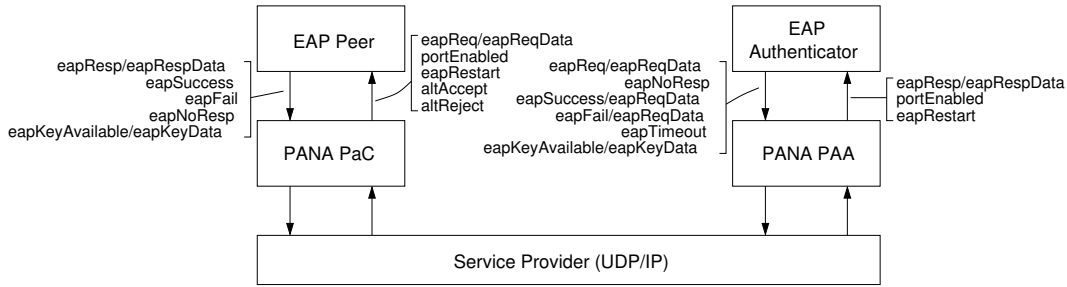 EAP Peer
eapResp/eapRespData
eapSuccess
eapFail
eapNoResp
eapKeyAvailable/eapKeyData
eapReq/eapReqData
portEnabled
eapRestart
altAccept
altReject
PANA PaC
EAP
Authenticator
eapReq/eapReqData
eapNoResp
eapSuccess/eapReqData
eapFail/eapReqData
eapTimeout
eapKeyAvailable/eapKeyData
eapResp/eapRespData
portEnabled
eapRestart
PANA PAA
Service Provider (UDP/IP)